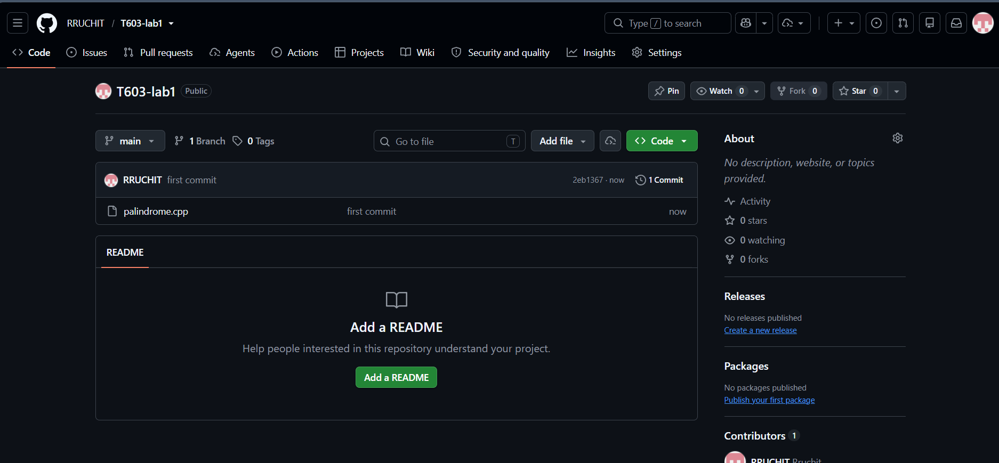 RRUCHIT / T603-lab1
Type / to search
Code Issues Pull requests Agents Actions Projects Wiki Security and quality Insights Settings
T603-lab1 Public
Pin Watch 0 Fork 0 Star 0
main 1 Branch 0 Tags
Go to file T
Add file
Code
RRUCHIT first commit 2eb1367 · now 1 Commit
palindrome.cpp first commit now
README
Add a README
Help people interested in this repository understand your project.
Add a README
About
No description, website, or topics
provided.
Activity
0 stars
0 watching
0 forks
Releases
No releases published
Create a new release
Packages
No packages published
Publish your first package
Contributors 1
RRUCHIT Rruchit